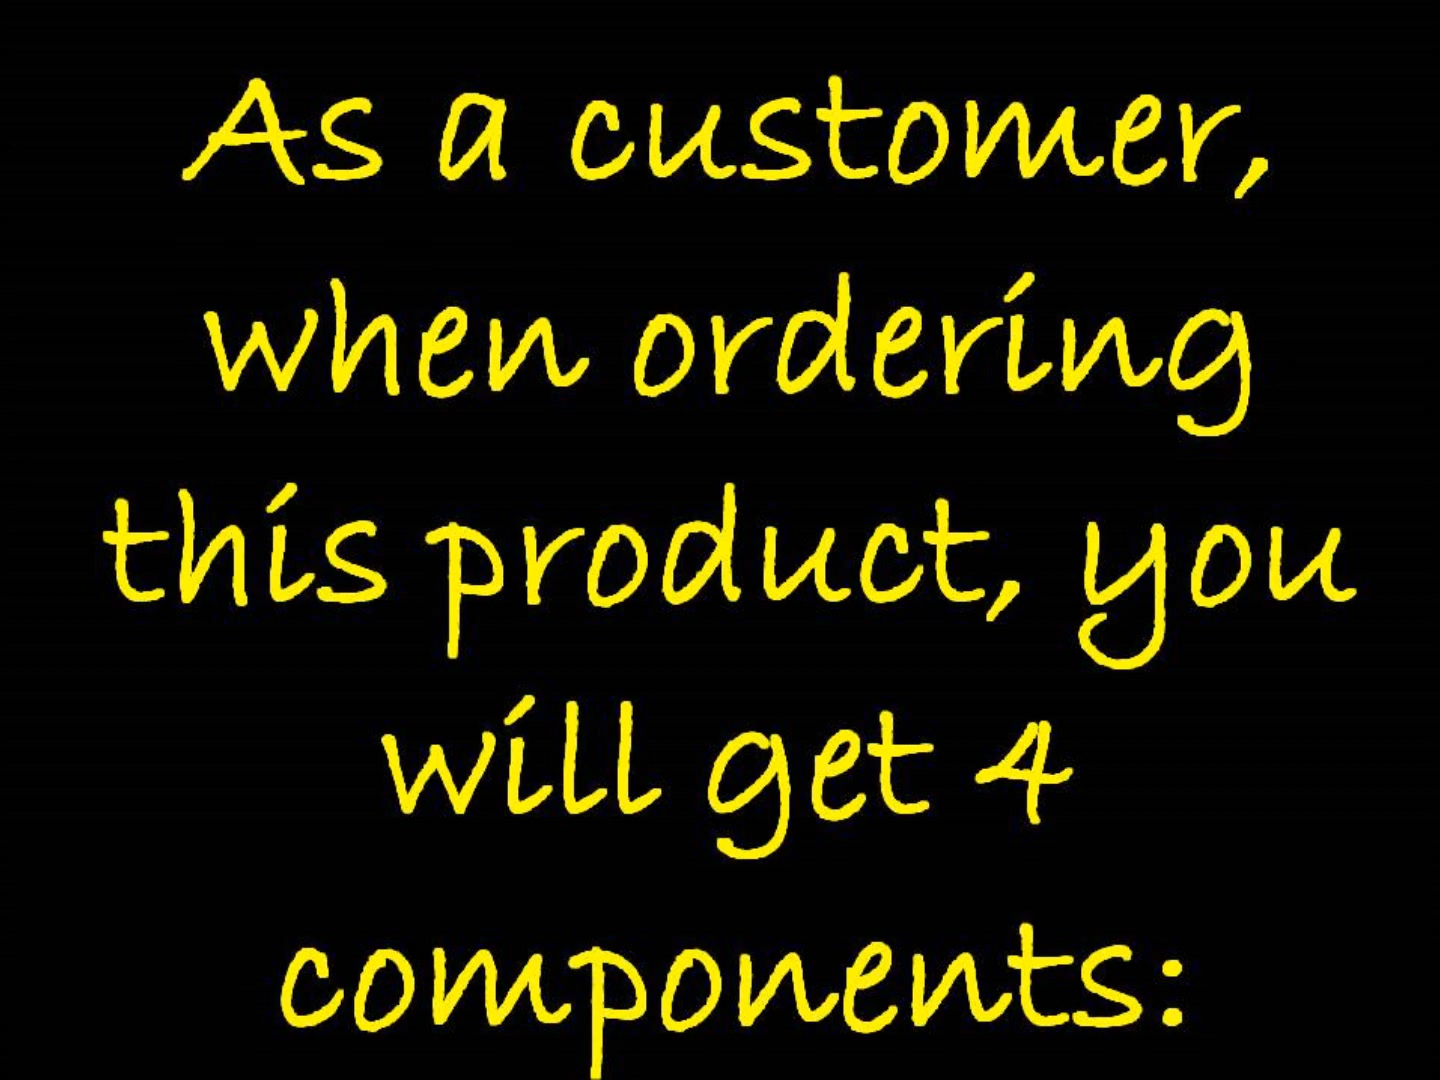 As a customer,
when ordering
this product, you
will get 4
components: